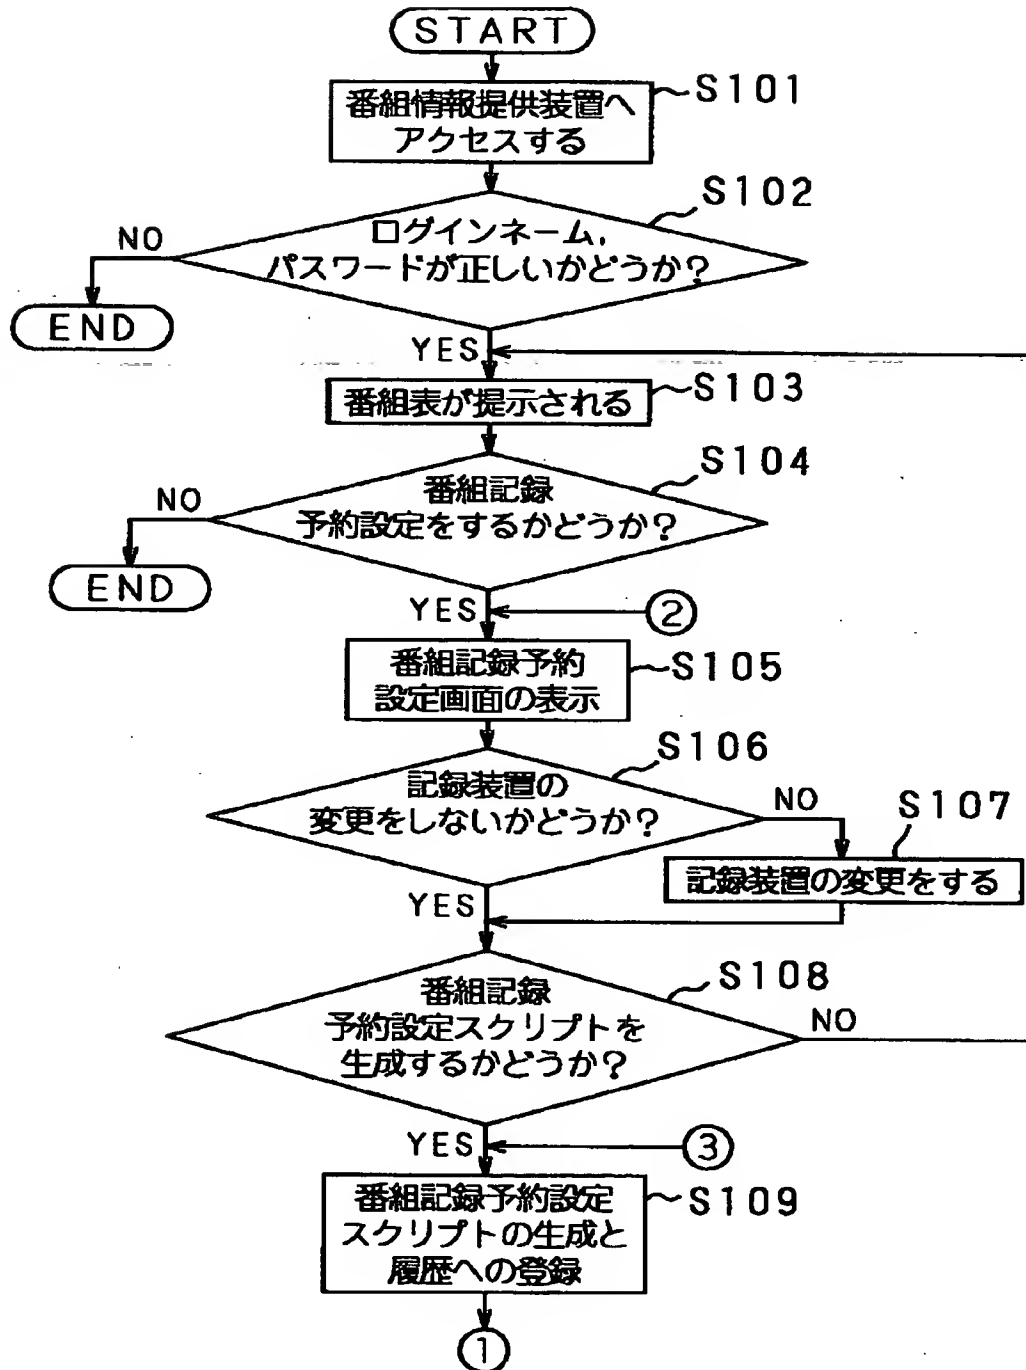 START
番組情報提供装置へ
アクセスする
S101
S102
ログインネーム,
パスワードが正しいかどうか?
NO
END
YES
番組表が提示される
S103
S104
番組記録
予約設定をするかどうか?
NO
END
YES
②
番組記録予約
設定画面の表示
S105
S106
記録装置の
変更をしないかどうか?
NO
S107
記録装置の変更をする
YES
S108
番組記録
予約設定スクリプトを
生成するかどうか?
NO
YES
③
番組記録予約設定
スクリプトの生成と
履歴への登録
S109
①